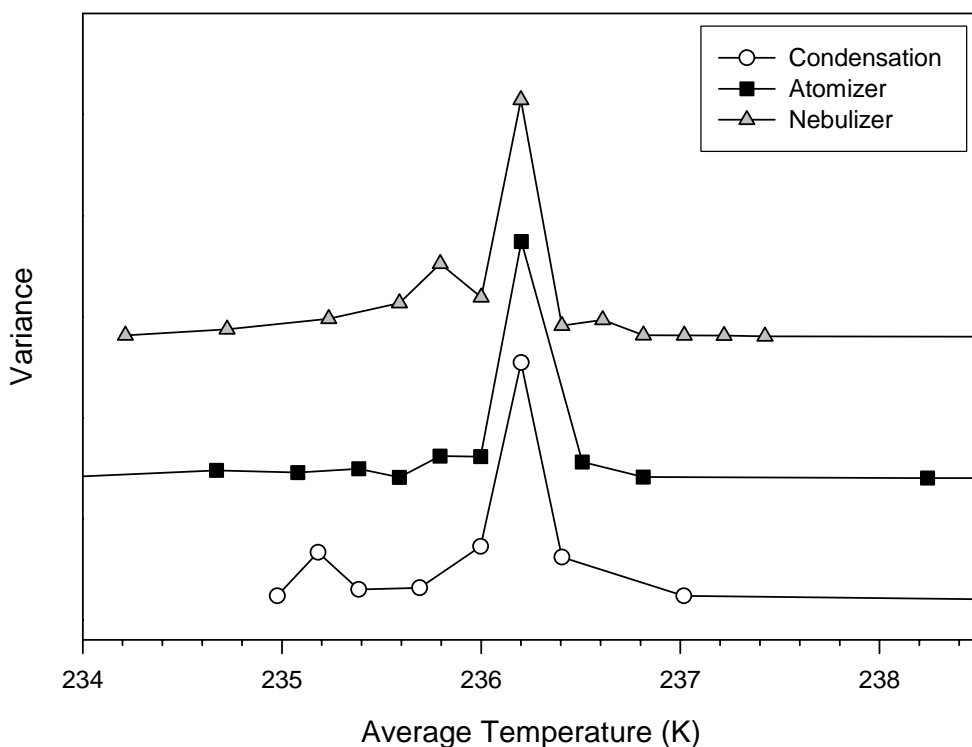 Condensation
Atomizer
Nebulizer
Variance
234 235 236 237 238
Average Temperature (K)